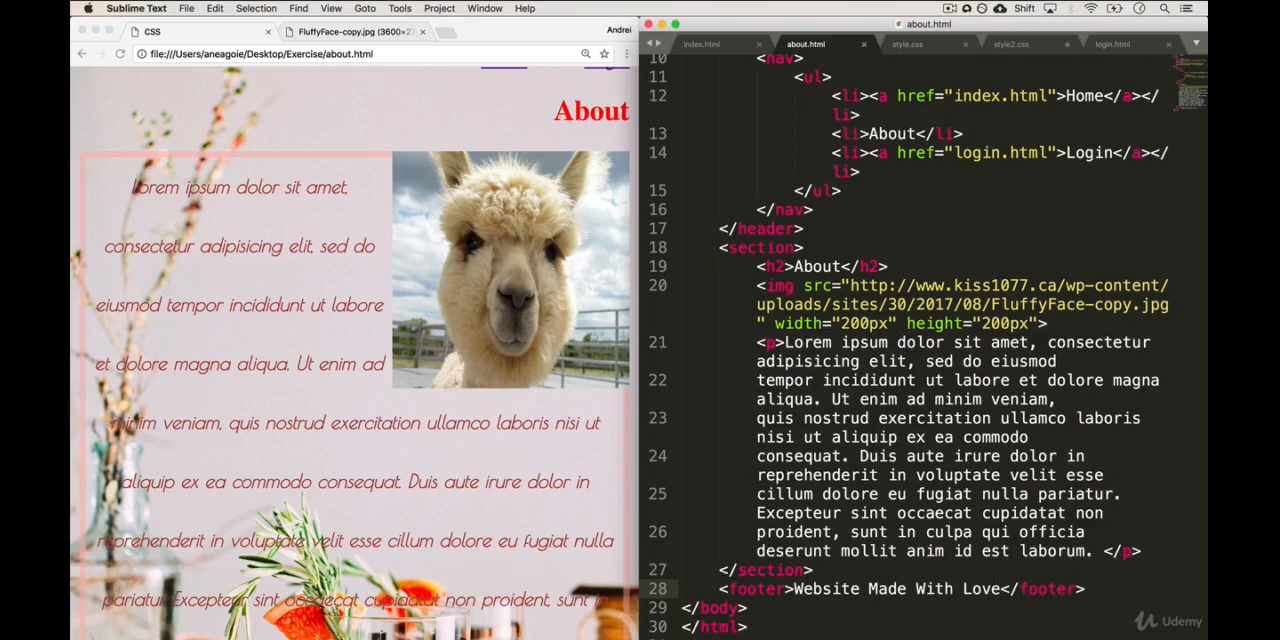 Sublime Text File Edit Selection Find View Goto Tools Project Window Help Shift
CSS FluffyFace-copy.jpg (3600×27 Andrei
file:///Users/aneagoie/Desktop/Exercise/about.html
About
Lorem ipsum dolor sit amet,
consectetur adipisicing elit, sed do
eiusmod tempor incididunt ut labore
et dolore magna aliqua. Ut enim ad
minim veniam, quis nostrud exercitation ullamco laboris nisi ut
aliquip ex ea commodo consequat. Duis aute irure dolor in
reprehenderit in voluptate velit esse cillum dolore eu fugiat nulla
pariatur. Excepteur sint occaecat cupidatat non proident, sunt in
about.html
index.html about.html style.css style2.css login.html
10 <nav>
11 <ul>
12 <li><a href="index.html">Home</a></
li>
13 <li>About</li>
14 <li><a href="login.html">Login</a></
li>
15 </ul>
16 </nav>
17 </header>
18 <section>
19 <h2>About</h2>
20 <img src="http://www.kiss1077.ca/wp-content/
uploads/sites/30/2017/08/FluffyFace-copy.jpg
" width="200px" height="200px">
21 <p>Lorem ipsum dolor sit amet, consectetur
adipisicing elit, sed do eiusmod
22 tempor incididunt ut labore et dolore magna
aliqua. Ut enim ad minim veniam,
23 quis nostrud exercitation ullamco laboris
nisi ut aliquip ex ea commodo
24 consequat. Duis aute irure dolor in
reprehenderit in voluptate velit esse
25 cillum dolore eu fugiat nulla pariatur.
Excepteur sint occaecat cupidatat non
26 proident, sunt in culpa qui officia
deserunt mollit anim id est laborum. </p>
27 </section>
28 <footer>Website Made With Love</footer>
29 </body>
30 </html>
Udemy